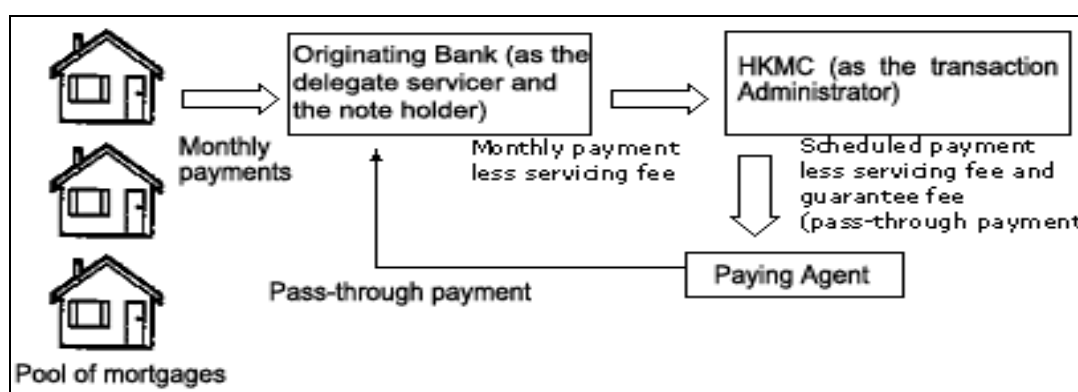 Originating Bank (as the
delegate servicer and
the note holder)
HKMC (as the transaction
Administrator)
Monthly
payments
Monthly payment
less servicing fee
Scheduled payment
less servicing fee and
guarantee fee
(pass-through payment
Paying Agent
Pass-through payment
Pool of mortgages